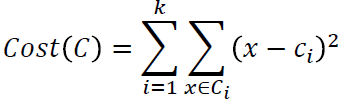 Cost(C) = ∑_{i=1}^{k} ∑_{x∈C_i} (x − c_i)^2